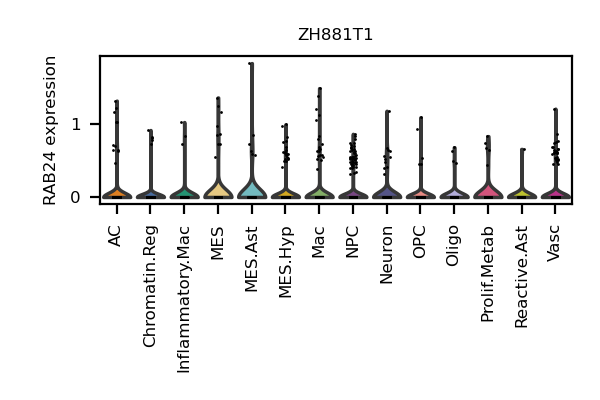 ZH881T1
RAB24 expression
1
0
AC
Chromatin.Reg
Inflammatory.Mac
MES
MES.Ast
MES.Hyp
Mac
NPC
Neuron
OPC
Oligo
Prolif.Metab
Reactive.Ast
Vasc